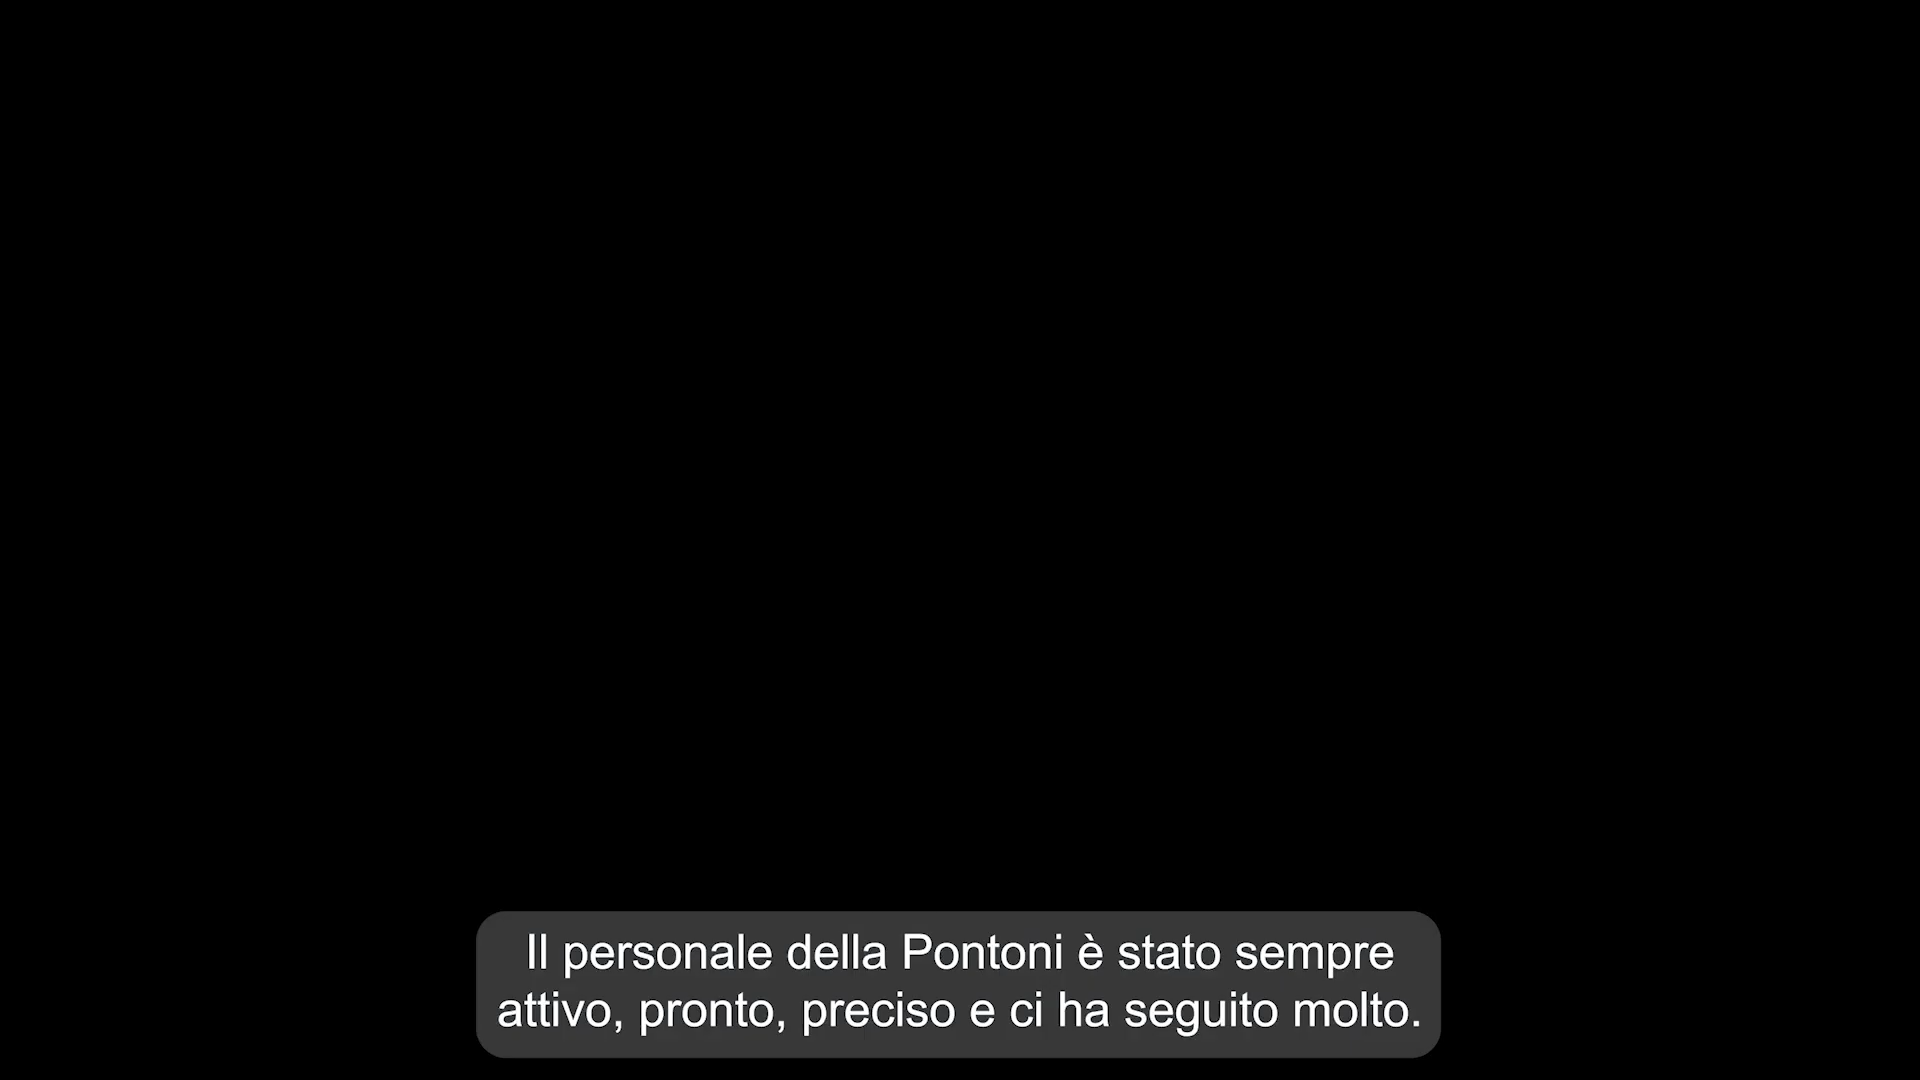 Il personale della Pontoni è stato sempre
attivo, pronto, preciso e ci ha seguito molto.